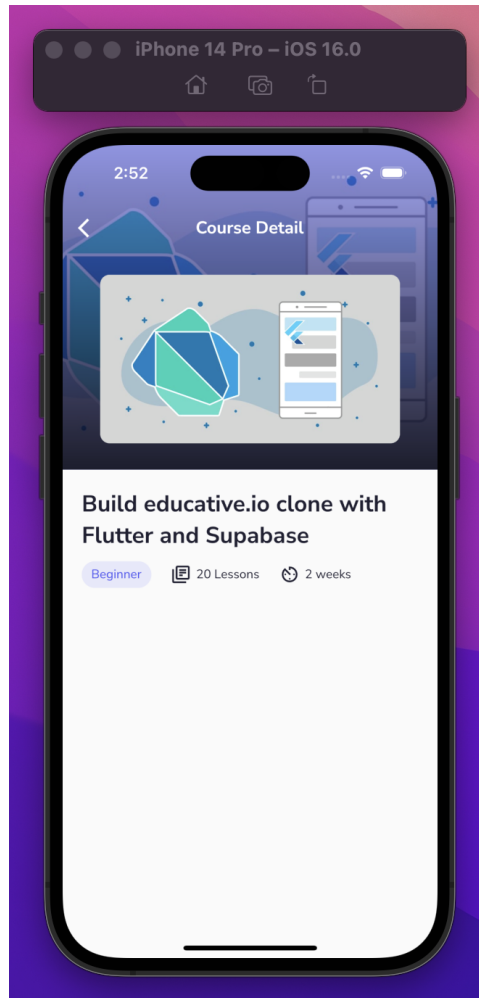 iPhone 14 Pro – iOS 16.0
2:52
Course Detail
Build educative.io clone with
Flutter and Supabase
Beginner 20 Lessons 2 weeks